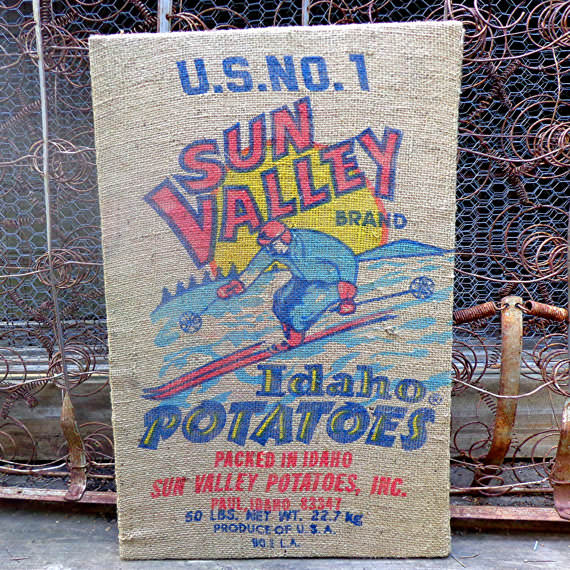 U.S.NO.1
SUN
VALLEY
BRAND
Idaho®
POTATOES
PACKED IN IDAHO
SUN VALLEY POTATOES, INC.
PAUL IDAHO 83347
50 LBS. NET WT. 22.7 kg
PRODUCE OF U.S.A.